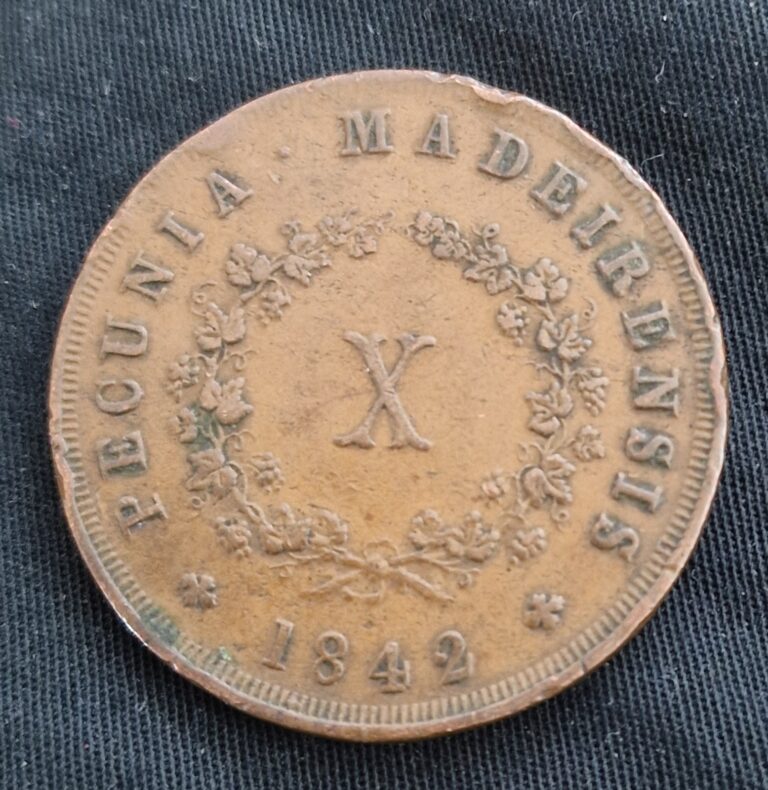 PECUNIA · MADEIRENSIS
X
* 1842 *